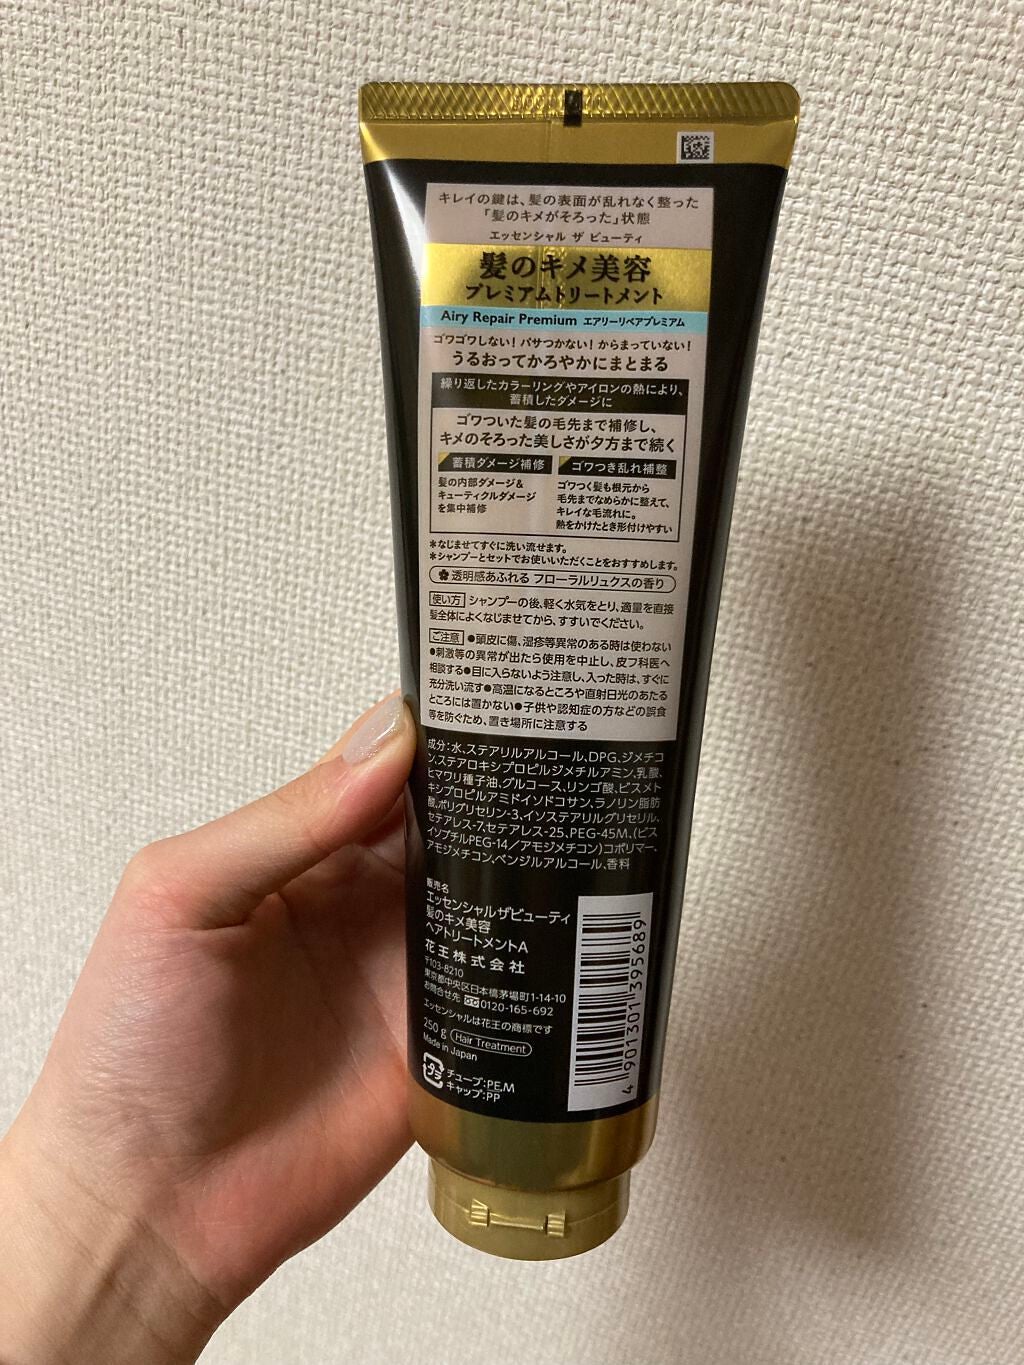 キレイの鍵は、髪の表面が乱れなく整った
「髪のキメがそろった」状態
エッセンシャル ザ ビューティ
髪のキメ美容
プレミアムトリートメント
Airy Repair Premium エアリーリペアプレミアム
ゴワゴワしない！パサつかない！からまっていない！
うるおってかろやかにまとまる
繰り返したカラーリングやアイロンの熱により、
蓄積したダメージに
ゴワついた髪の毛先まで補修し、
キメのそろった美しさが夕方まで続く
蓄積ダメージ補修
髪の内部ダメージ&
キューティクルダメージ
を集中補修
ゴワつき乱れ補整
ゴワつく髪も根元から
毛先までなめらかに整えて、
キレイな毛流れに。
熱をかけたとき形付けやすい
*なじませてすぐに洗い流せます。
*シャンプーとセットでお使いいただくことをおすすめします。
透明感あふれる フローラルリュクスの香り
使い方 シャンプーの後、軽く水気をとり、適量を直接
髪全体によくなじませてから、すすいでください。
ご注意 ●頭皮に傷、湿疹等異常のある時は使わない
●刺激等の異常が出たら使用を中止し、皮フ科医へ
相談する●目に入らないよう注意し、入った時は、すぐに
充分洗い流す●高温になるところや直射日光のあたる
ところには置かない●子供や認知症の方などの誤食
等を防ぐため、置き場所に注意する
成分：水、ステアリルアルコール、DPG、ジメチコ
ン、ステアロキシプロピルジメチルアミン、乳酸、
ヒマワリ種子油、グルコース、リンゴ酸、ビスメト
キシプロピルアミドイソドコサン、ラノリン脂肪
酸、ポリグリセリン-3、イソステアリルグリセリル、
セテアレス-7、セテアレス-25、PEG-45M、(ビス
イソブチルPEG-14／アモジメチコン)コポリマー、
アモジメチコン、ベンジルアルコール、香料
販売名
エッセンシャルザビューティ
髪のキメ美容
ヘアトリートメントA
花王株式会社
〒103-8210
東京都中央区日本橋茅場町1-14-10
お問合せ先 0120-165-692
エッセンシャルは花王の商標です
250g Hair Treatment
Made in Japan
プラ チューブ：PE,M
キャップ：PP
4 901301 395689